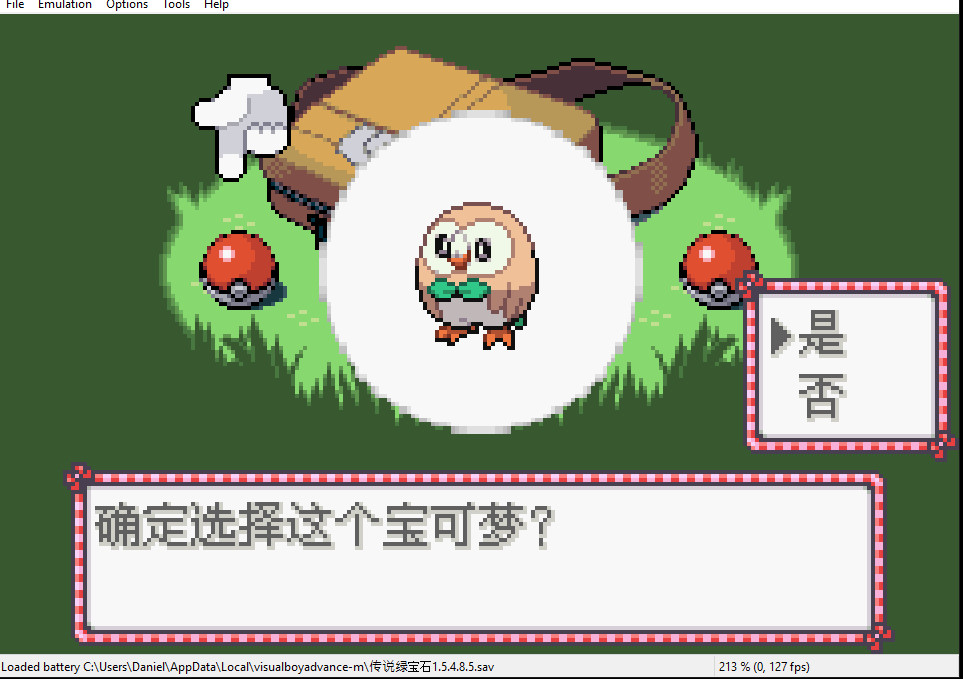 File Emulation Options Tools Help
是
否
确定选择这个宝可梦?
Loaded battery C:\Users\Daniel\AppData\Local\visualboyadvance-m\传说绿宝石1.5.4.8.5.sav 213 % (0, 127 fps)